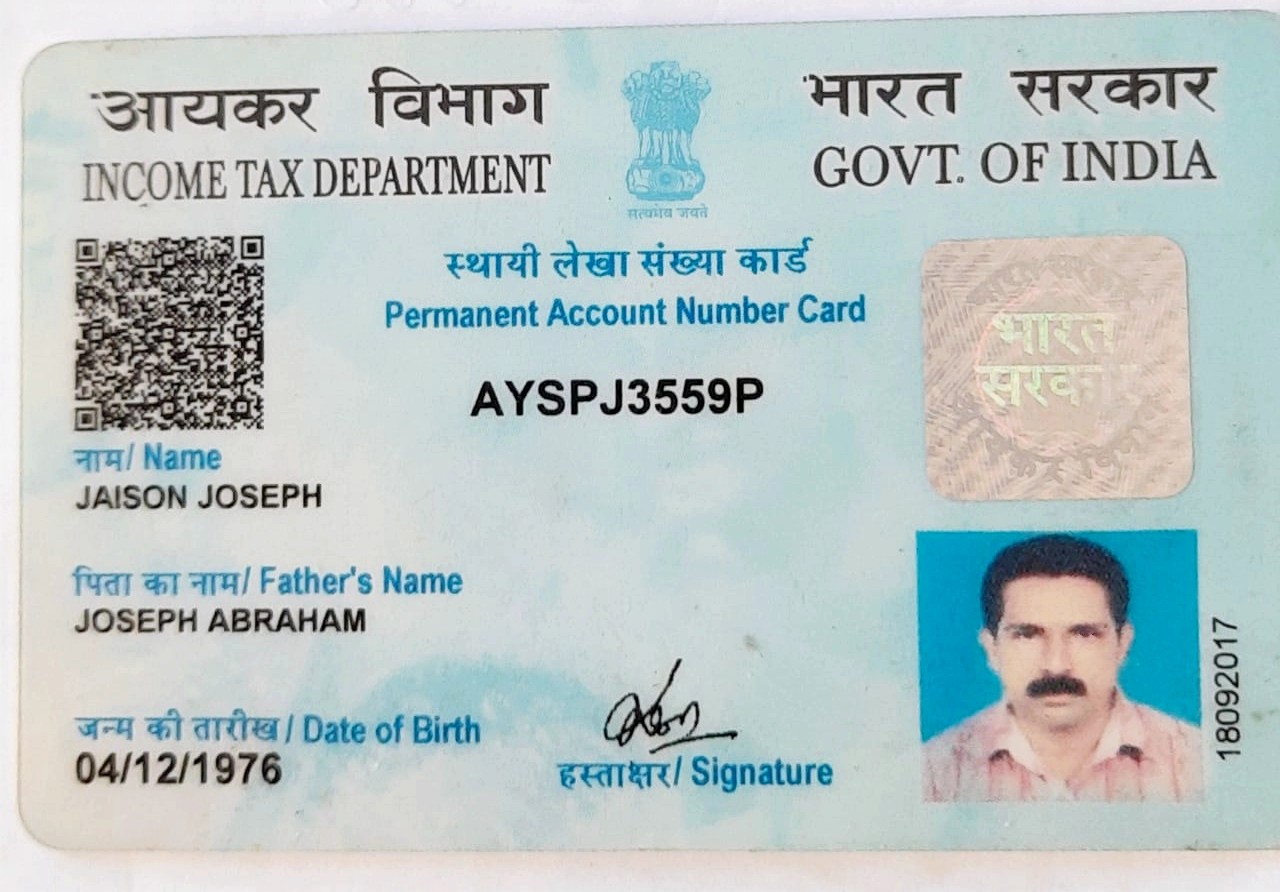 आयकर विभाग
INCOME TAX DEPARTMENT
सत्यमेव जयते
भारत सरकार
GOVT. OF INDIA
स्थायी लेखा संख्या कार्ड
Permanent Account Number Card
AYSPJ3559P
भारत
सरकार
नाम/ Name
JAISON JOSEPH
पिता का नाम/ Father's Name
JOSEPH ABRAHAM
जन्म की तारीख / Date of Birth
04/12/1976
हस्ताक्षर/ Signature
18092017